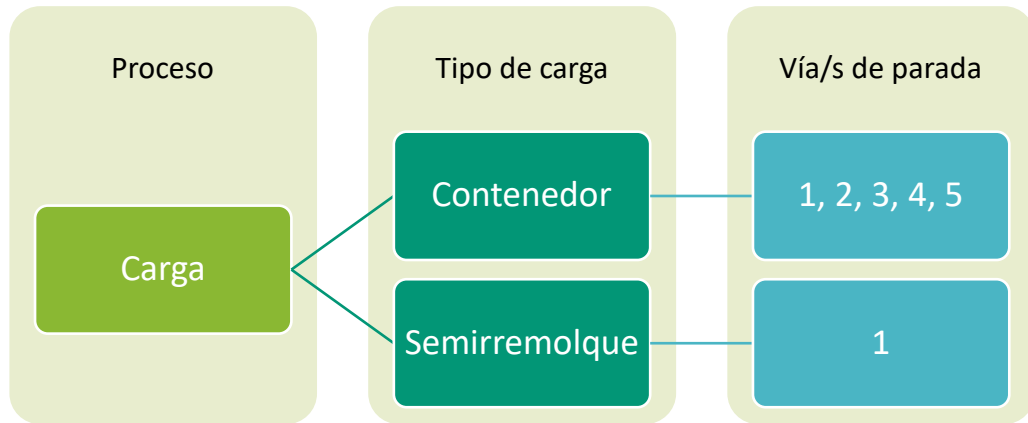 Proceso
Tipo de carga
Vía/s de parada
Carga
Contenedor
1, 2, 3, 4, 5
Semirremolque
1